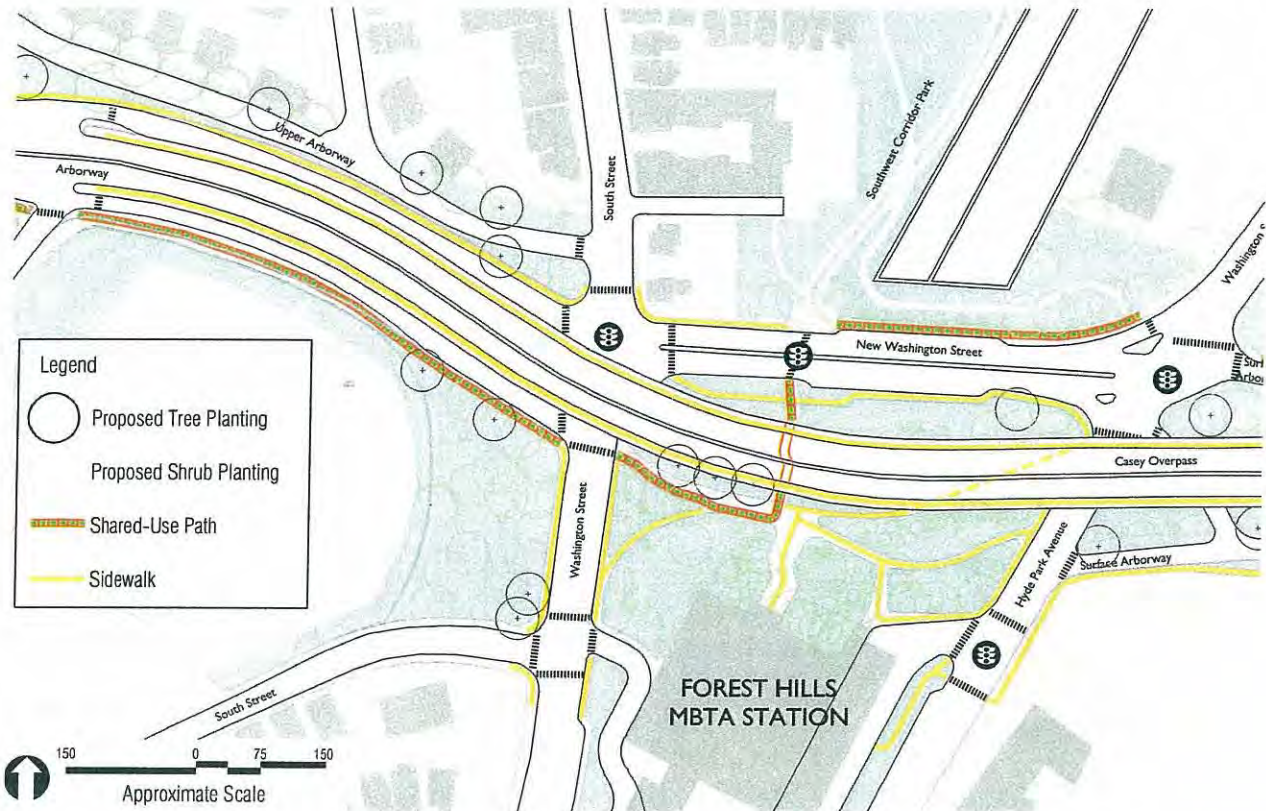 Upper Arborway
Arborway
South Street
Southwest Corridor Park
Washington S
New Washington Street
Surf
Arbor
Casey Overpass
Washington Street
Hyde Park Avenue
Surface Arborway
South Street
FOREST HILLS
MBTA STATION
Legend
Proposed Tree Planting
Proposed Shrub Planting
Shared-Use Path
Sidewalk
150 0 75 150
Approximate Scale